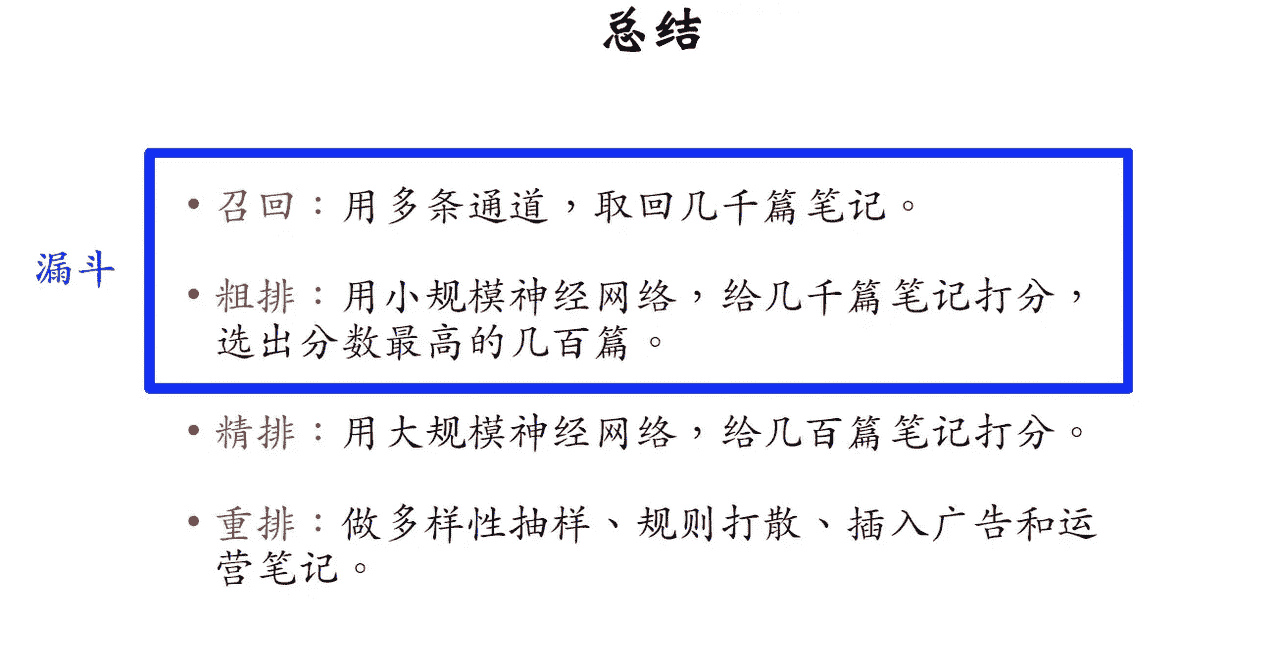 总结
• 召回：用多条通道，取回几千篇笔记。
漏斗
• 粗排：用小规模神经网络，给几千篇笔记打分，
选出分数最高的几百篇。
• 精排：用大规模神经网络，给几百篇笔记打分。
• 重排：做多样性抽样、规则打散、插入广告和运
营笔记。